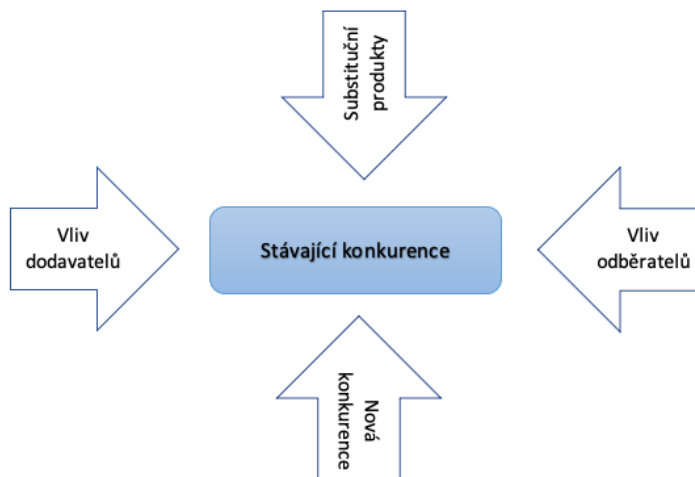 Substituční
produkty
Vliv
dodavatelů
Stávající konkurence
Vliv
odběratelů
Nová
konkurence